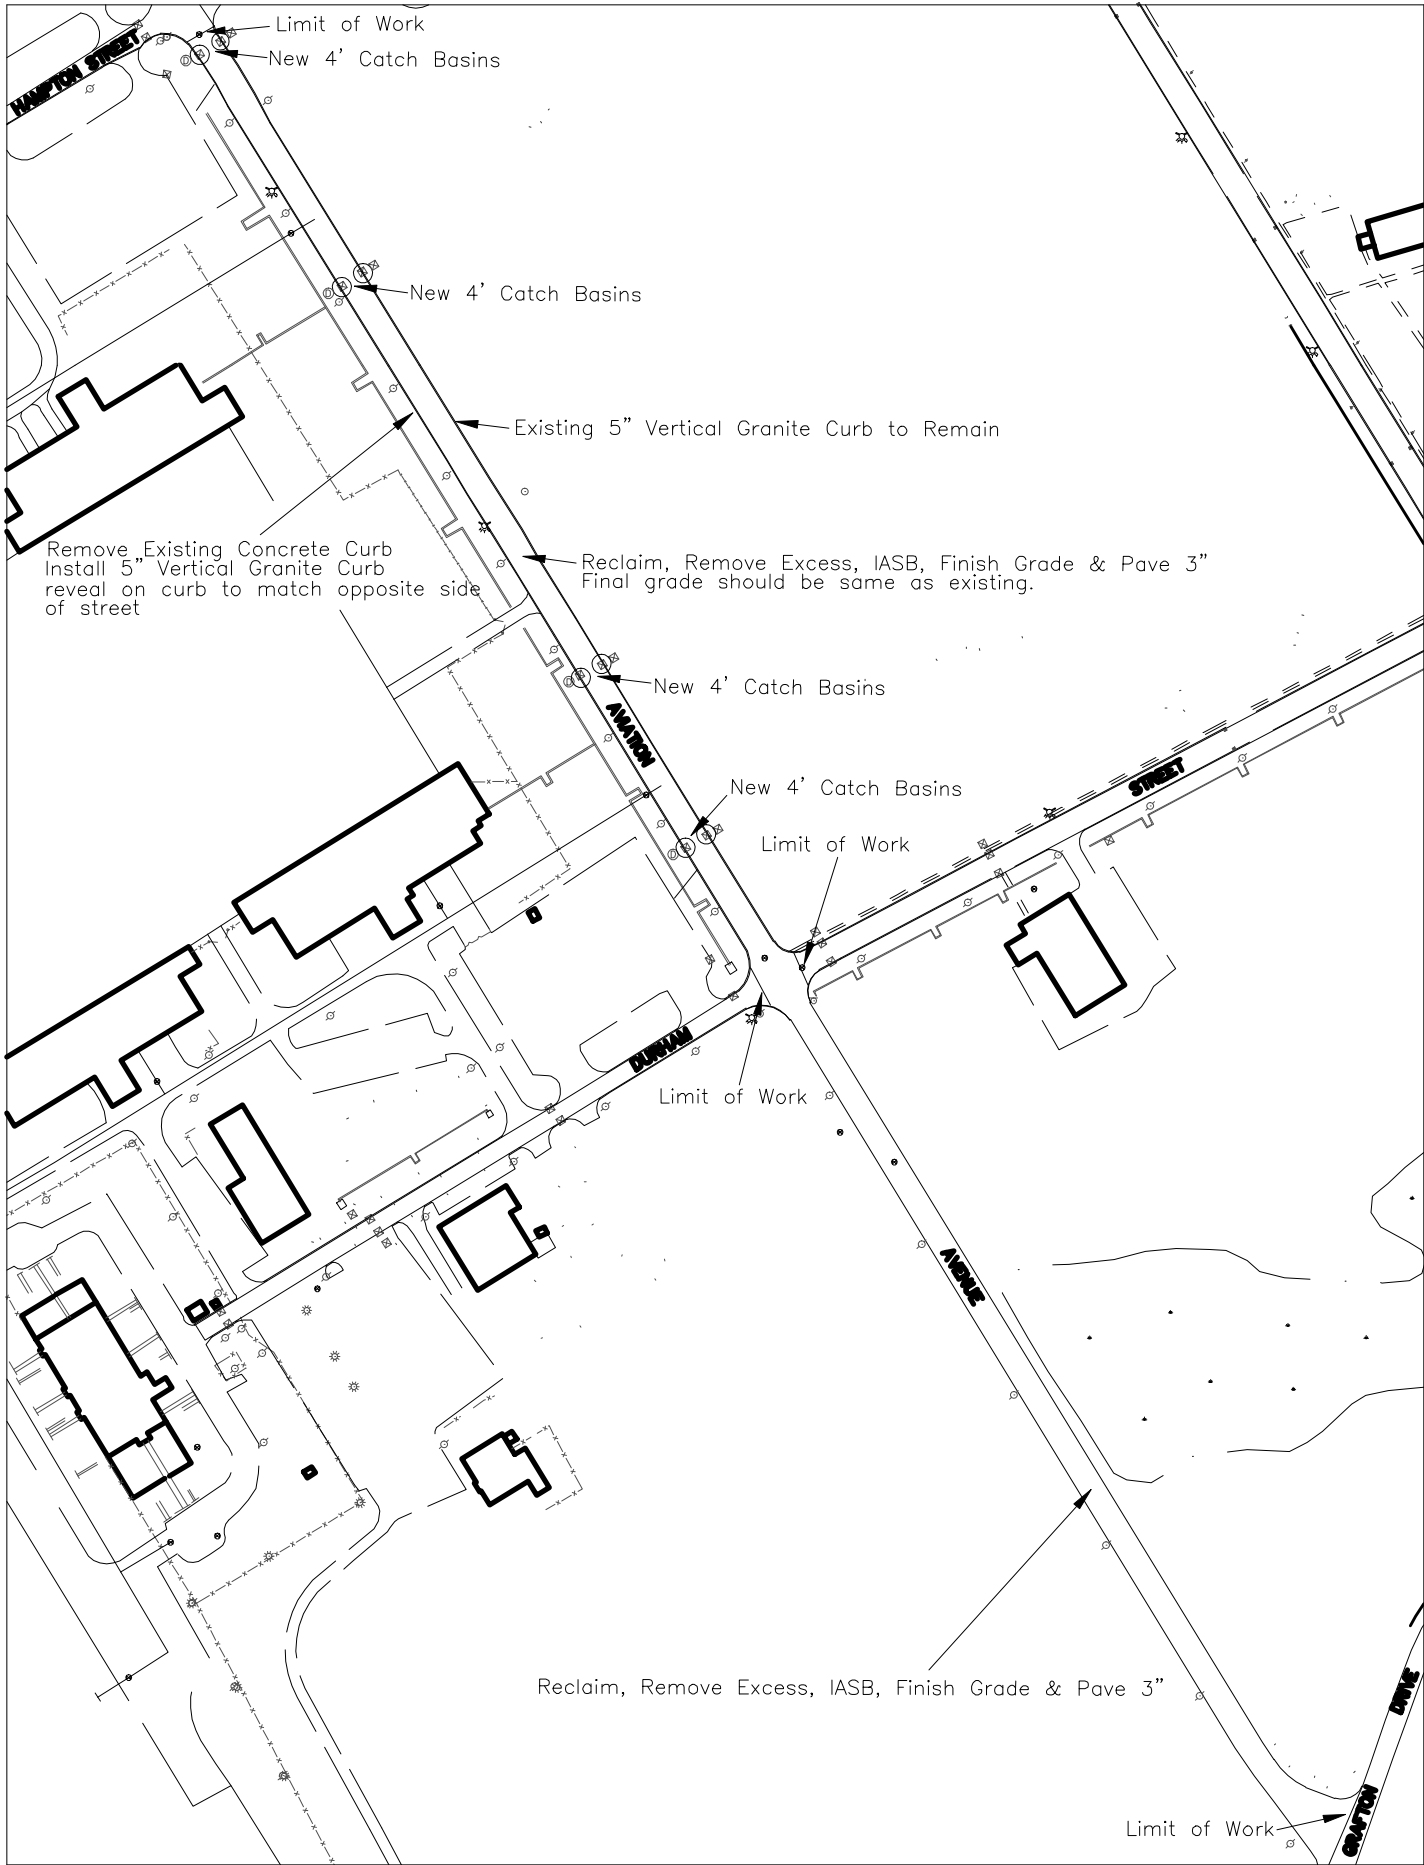 Limit of Work
HAMPTON STREET
New 4' Catch Basins
New 4' Catch Basins
Existing 5" Vertical Granite Curb to Remain
Remove Existing Concrete Curb
Install 5" Vertical Granite Curb
reveal on curb to match opposite side
of street
Reclaim, Remove Excess, IASB, Finish Grade & Pave 3"
Final grade should be same as existing.
New 4' Catch Basins
AVIATION
STREET
New 4' Catch Basins
Limit of Work
DURHAM
Limit of Work
AVENUE
Reclaim, Remove Excess, IASB, Finish Grade & Pave 3"
DRIVE
GRAFTON
Limit of Work